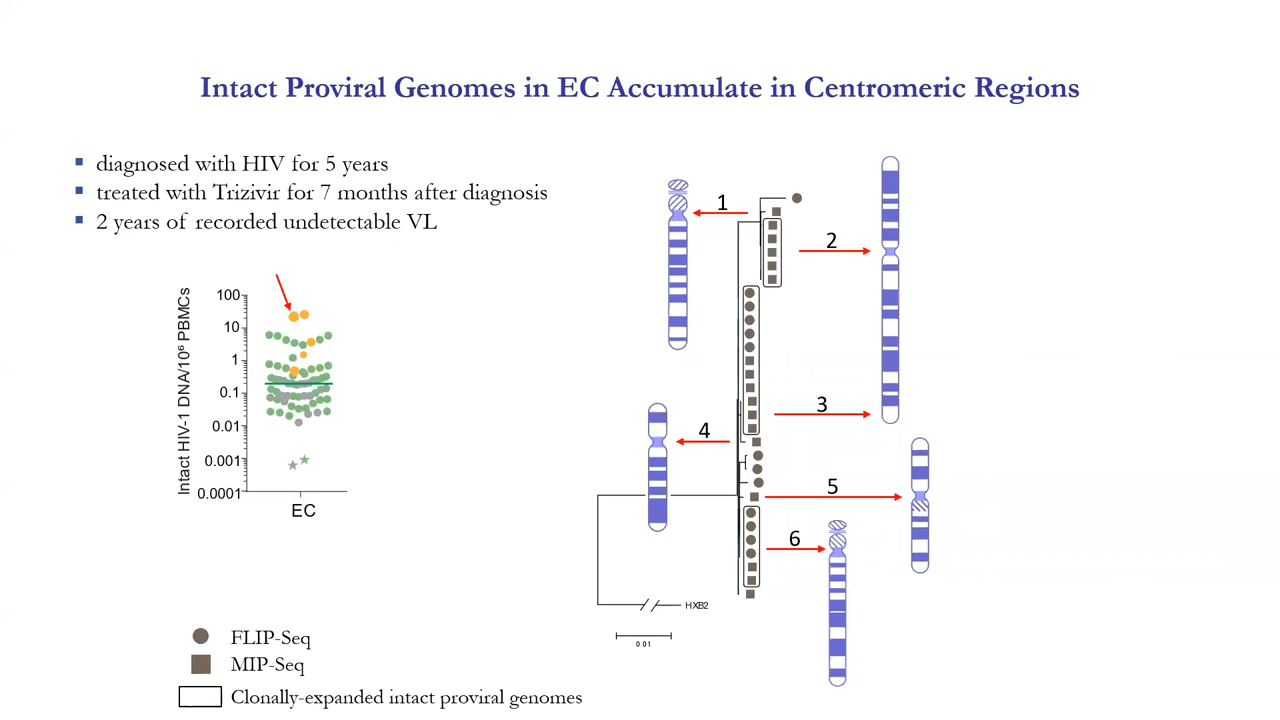 Intact Proviral Genomes in EC Accumulate in Centromeric Regions
diagnosed with HIV for 5 years
treated with Trizivir for 7 months after diagnosis
2 years of recorded undetectable VL
Intact HIV-1 DNA/10⁶ PBMCs
100
10
1
0.1
0.01
0.001
0.0001
EC
1
2
3
4
5
6
HXB2
0.01
FLIP-Seq
MIP-Seq
Clonally-expanded intact proviral genomes